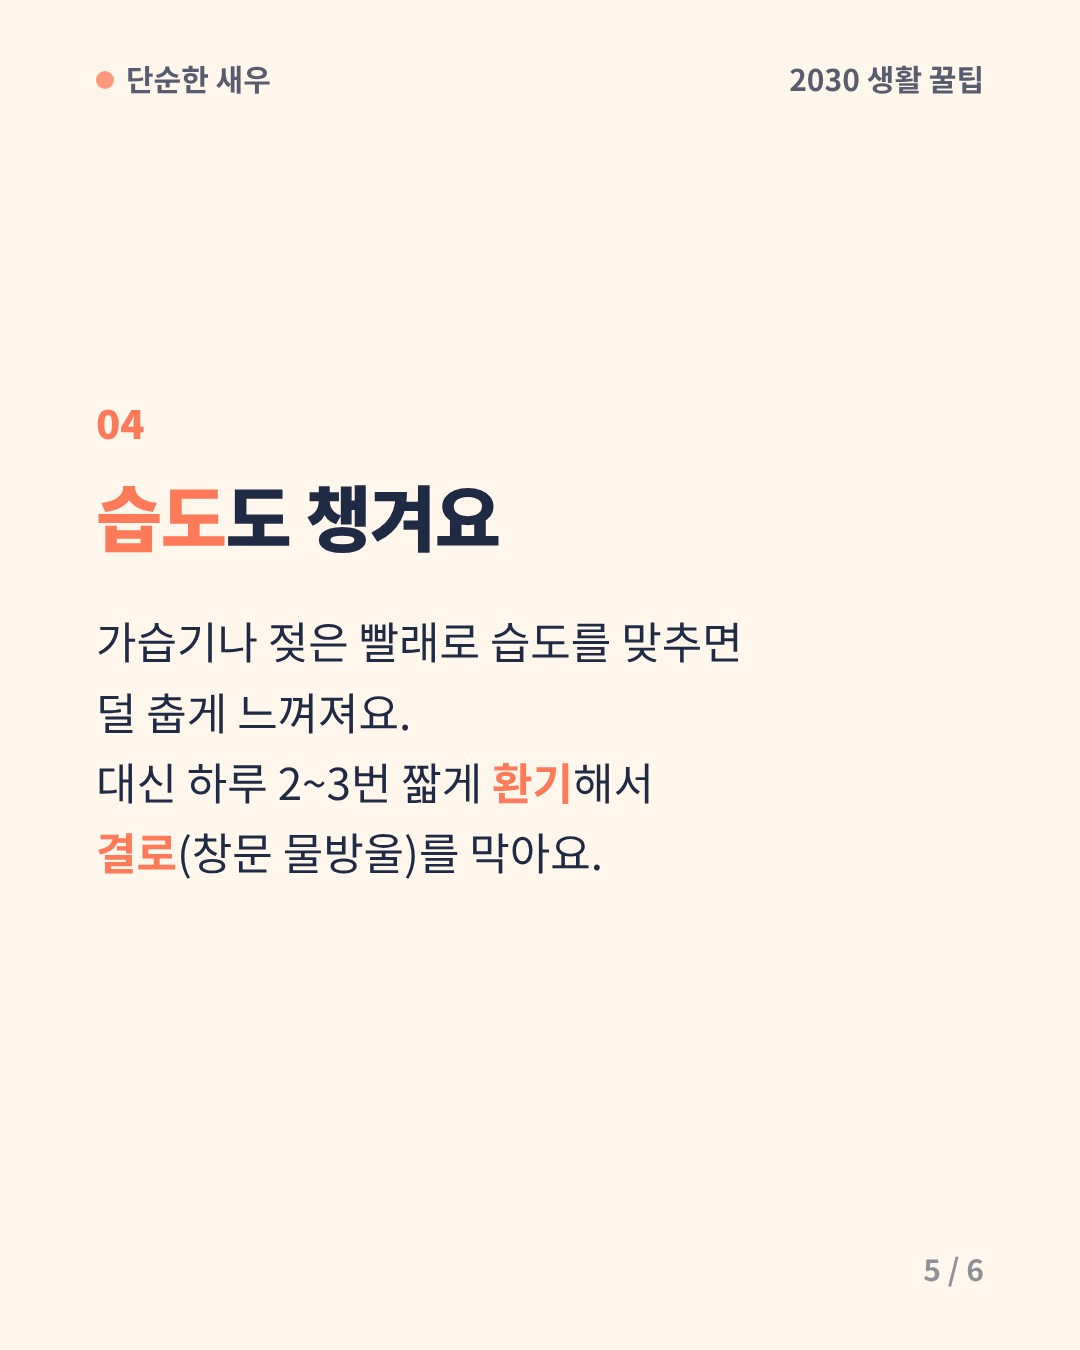 단순한 새우
2030 생활 꿀팁
04
습도도 챙겨요
가습기나 젖은 빨래로 습도를 맞추면
덜 춥게 느껴져요.
대신 하루 2~3번 짧게 환기해서
결로(창문 물방울)를 막아요.
5 / 6